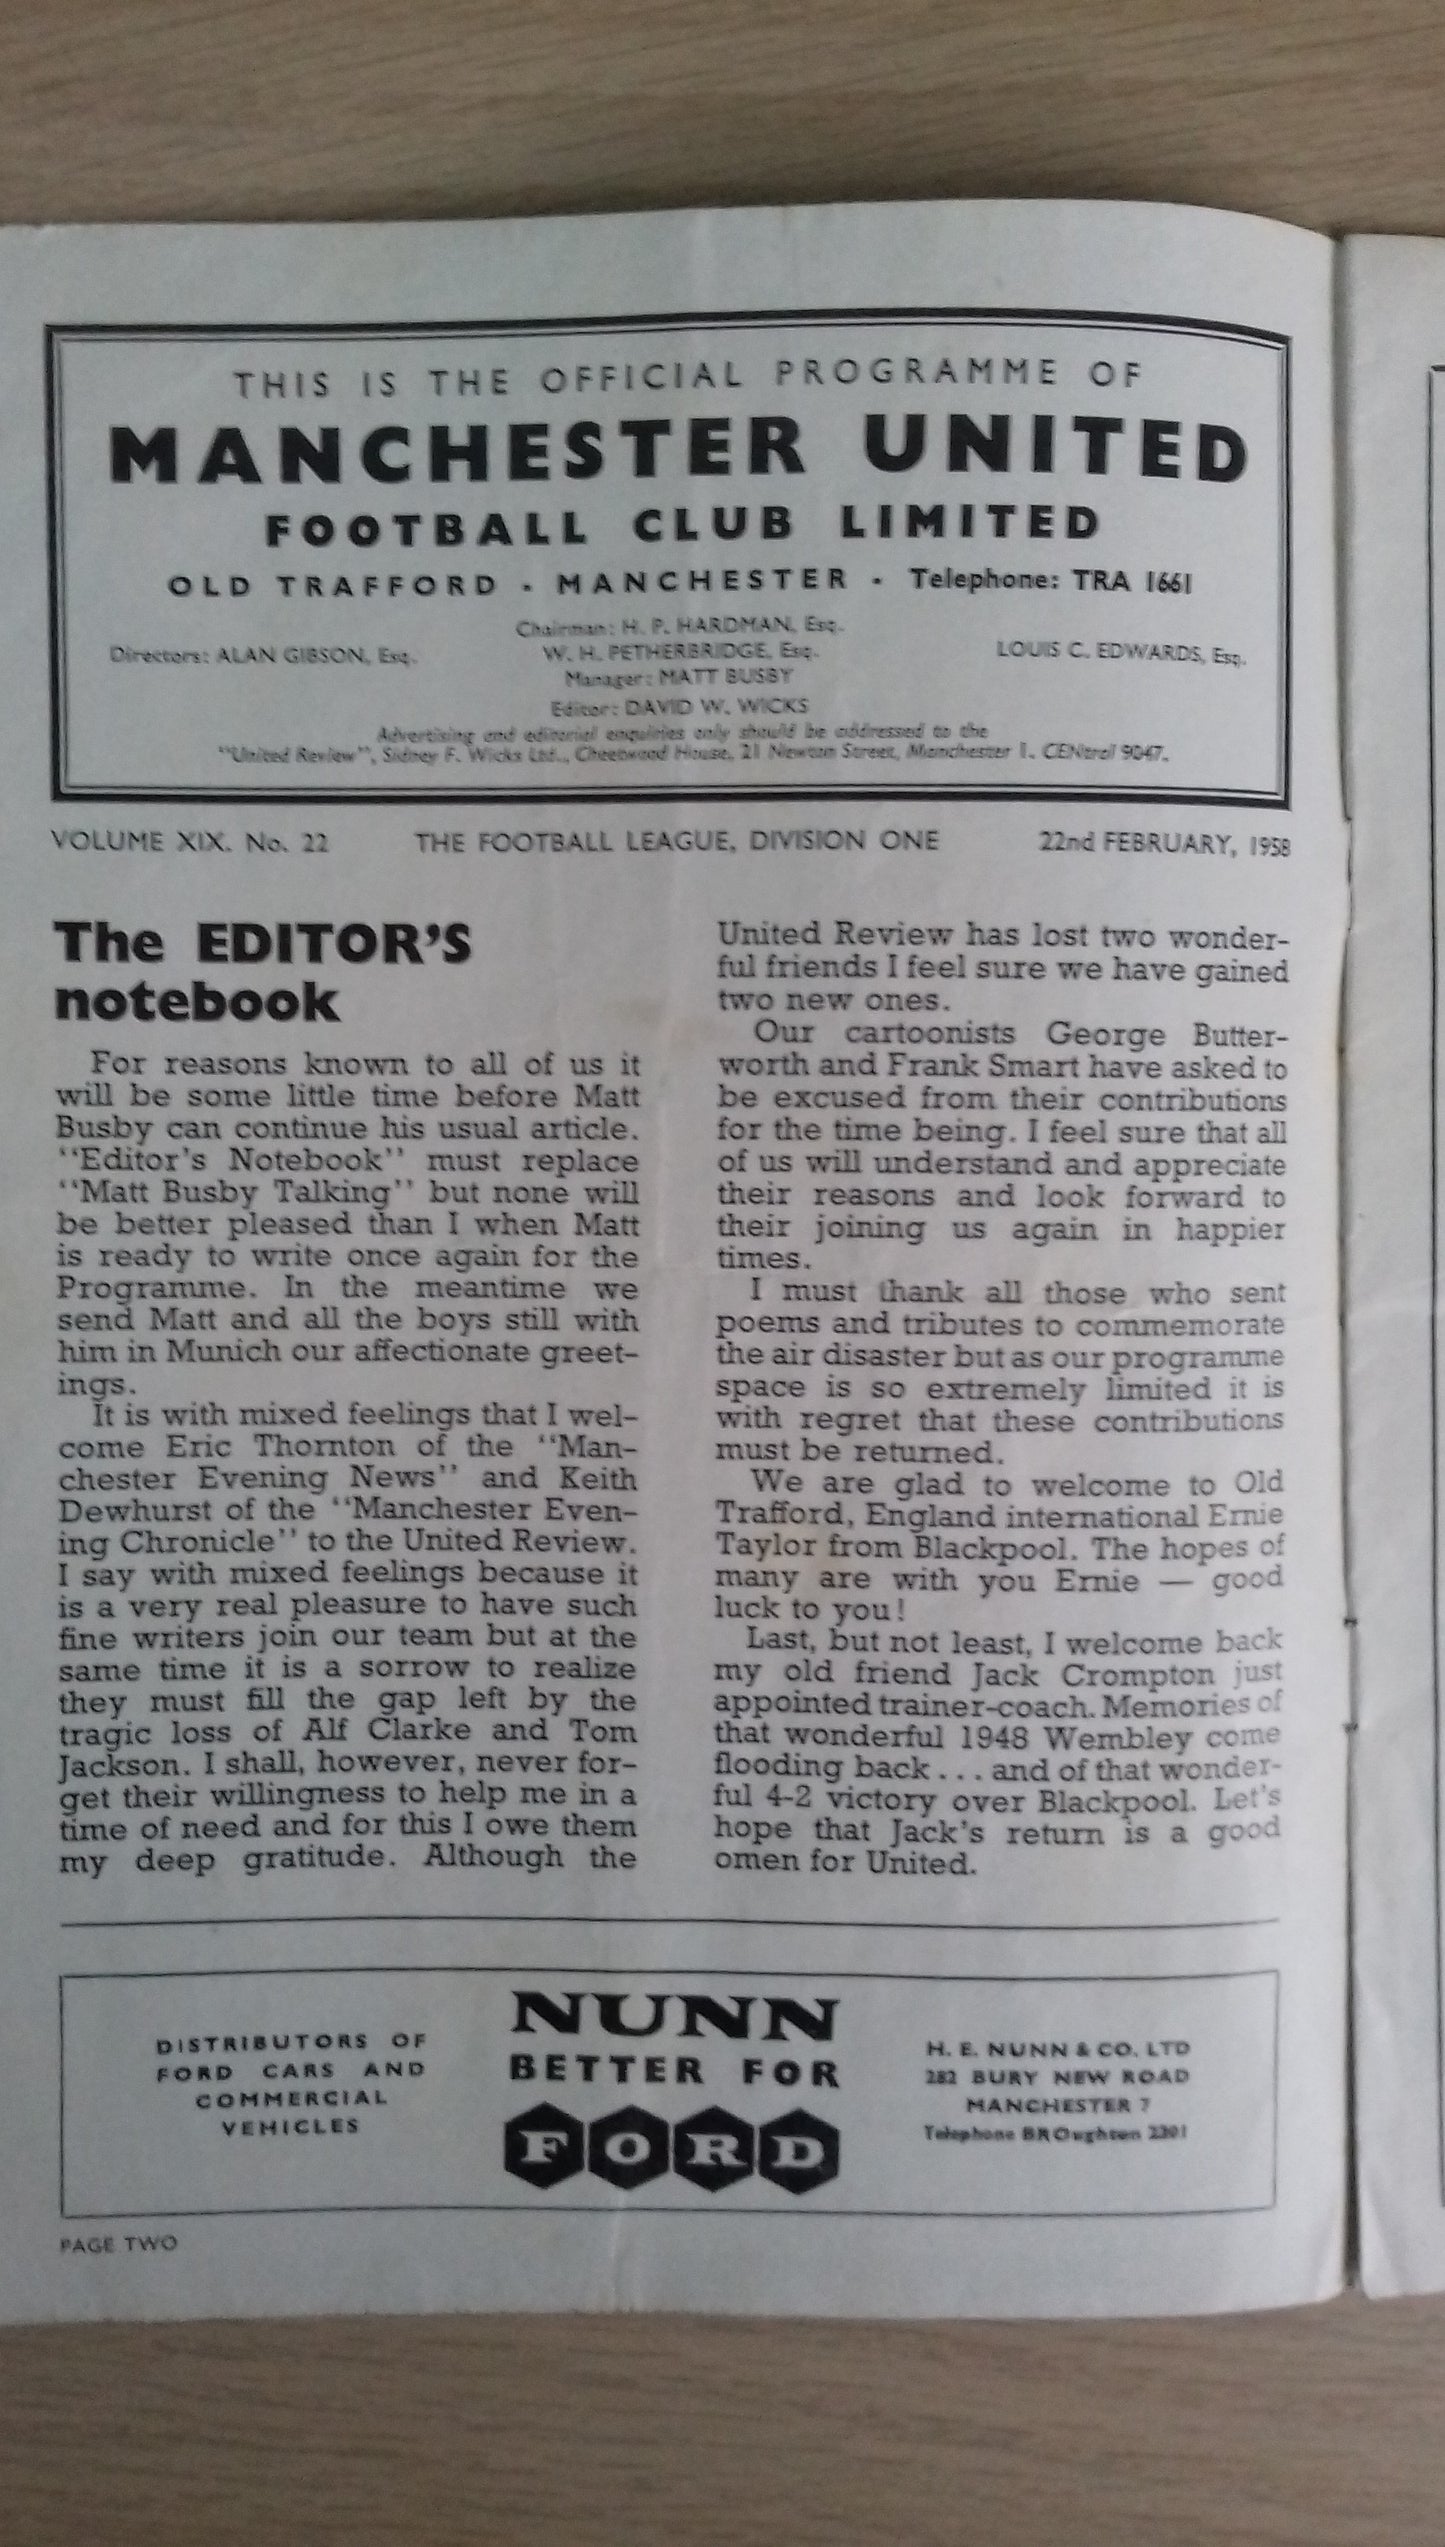 THIS IS THE OFFICIAL PROGRAMME OF
MANCHESTER UNITED
FOOTBALL CLUB LIMITED
OLD TRAFFORD · MANCHESTER · Telephone: TRA 1661
Chairman: H. P. HARDMAN, Esq.
Directors: ALAN GIBSON, Esq. W. H. PETHERBRIDGE, Esq. LOUIS C. EDWARDS, Esq.
Manager: MATT BUSBY
Editor: DAVID W. WICKS
Advertising and editorial enquiries only should be addressed to the
"United Review", Sidney F. Wicks Ltd., Cheetwood House, 21 Newton Street, Manchester 1. CENtral 9047.
VOLUME XIX. No. 22 THE FOOTBALL LEAGUE, DIVISION ONE 22nd FEBRUARY, 1958
The EDITOR'S
notebook
For reasons known to all of us it
will be some little time before Matt
Busby can continue his usual article.
"Editor's Notebook" must replace
"Matt Busby Talking" but none will
be better pleased than I when Matt
is ready to write once again for the
Programme. In the meantime we
send Matt and all the boys still with
him in Munich our affectionate greet-
ings.
It is with mixed feelings that I wel-
come Eric Thornton of the "Man-
chester Evening News" and Keith
Dewhurst of the "Manchester Even-
ing Chronicle" to the United Review.
I say with mixed feelings because it
is a very real pleasure to have such
fine writers join our team but at the
same time it is a sorrow to realize
they must fill the gap left by the
tragic loss of Alf Clarke and Tom
Jackson. I shall, however, never for-
get their willingness to help me in a
time of need and for this I owe them
my deep gratitude. Although the
United Review has lost two wonder-
ful friends I feel sure we have gained
two new ones.
Our cartoonists George Butter-
worth and Frank Smart have asked to
be excused from their contributions
for the time being. I feel sure that all
of us will understand and appreciate
their reasons and look forward to
their joining us again in happier
times.
I must thank all those who sent
poems and tributes to commemorate
the air disaster but as our programme
space is so extremely limited it is
with regret that these contributions
must be returned.
We are glad to welcome to Old
Trafford, England international Ernie
Taylor from Blackpool. The hopes of
many are with you Ernie — good
luck to you!
Last, but not least, I welcome back
my old friend Jack Crompton just
appointed trainer-coach. Memories of
that wonderful 1948 Wembley come
flooding back . . . and of that wonder-
ful 4-2 victory over Blackpool. Let's
hope that Jack's return is a good
omen for United.
DISTRIBUTORS OF
FORD CARS AND
COMMERCIAL
VEHICLES
NUNN
BETTER FOR
FORD
H. E. NUNN & CO. LTD
282 BURY NEW ROAD
MANCHESTER 7
Telephone BROughton 2301
PAGE TWO